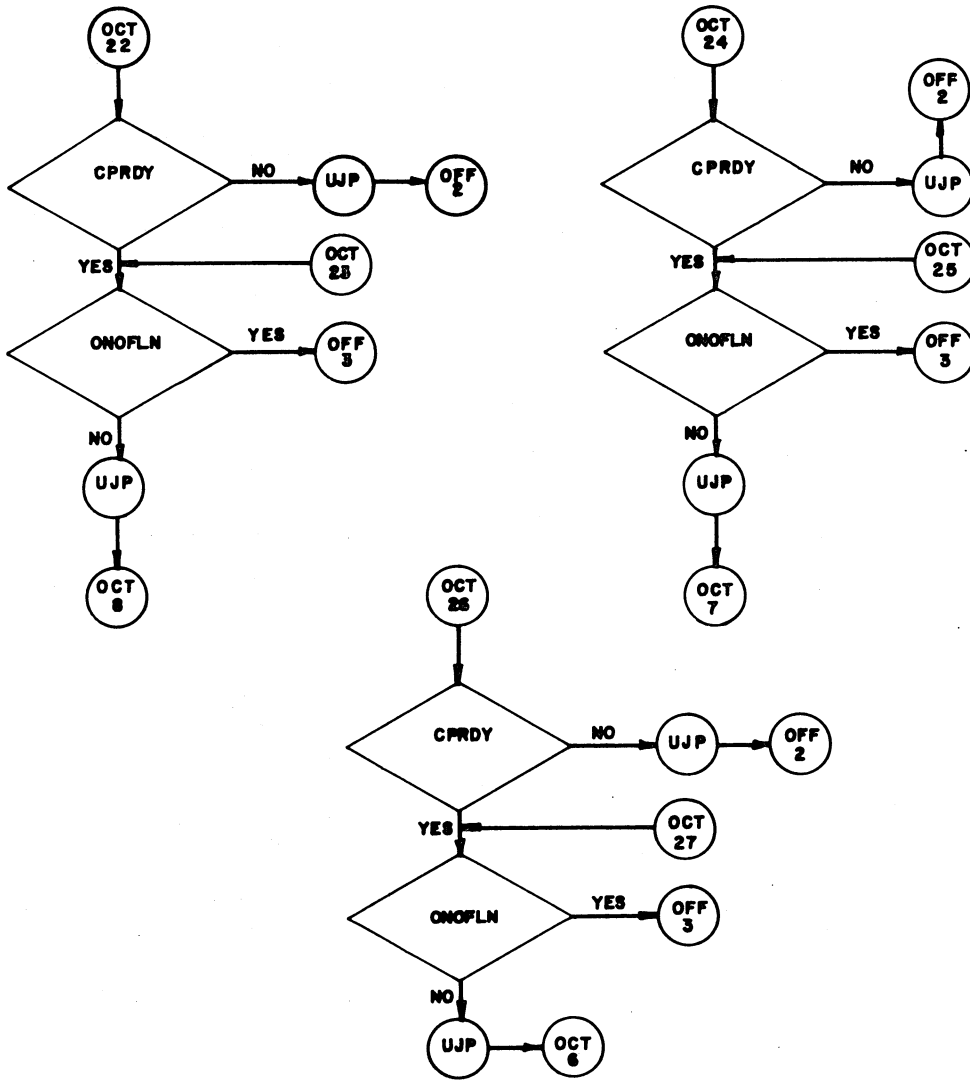 OCT
22
CPRDY
NO
UJP
OFF
2
YES
OCT
23
ONOFLN
YES
OFF
3
NO
UJP
OCT
8
OCT
24
CPRDY
NO
UJP
OFF
2
YES
OCT
25
ONOFLN
YES
OFF
3
NO
UJP
OCT
7
OCT
26
CPRDY
NO
UJP
OFF
2
YES
OCT
27
ONOFLN
YES
OFF
3
NO
UJP
OCT
6